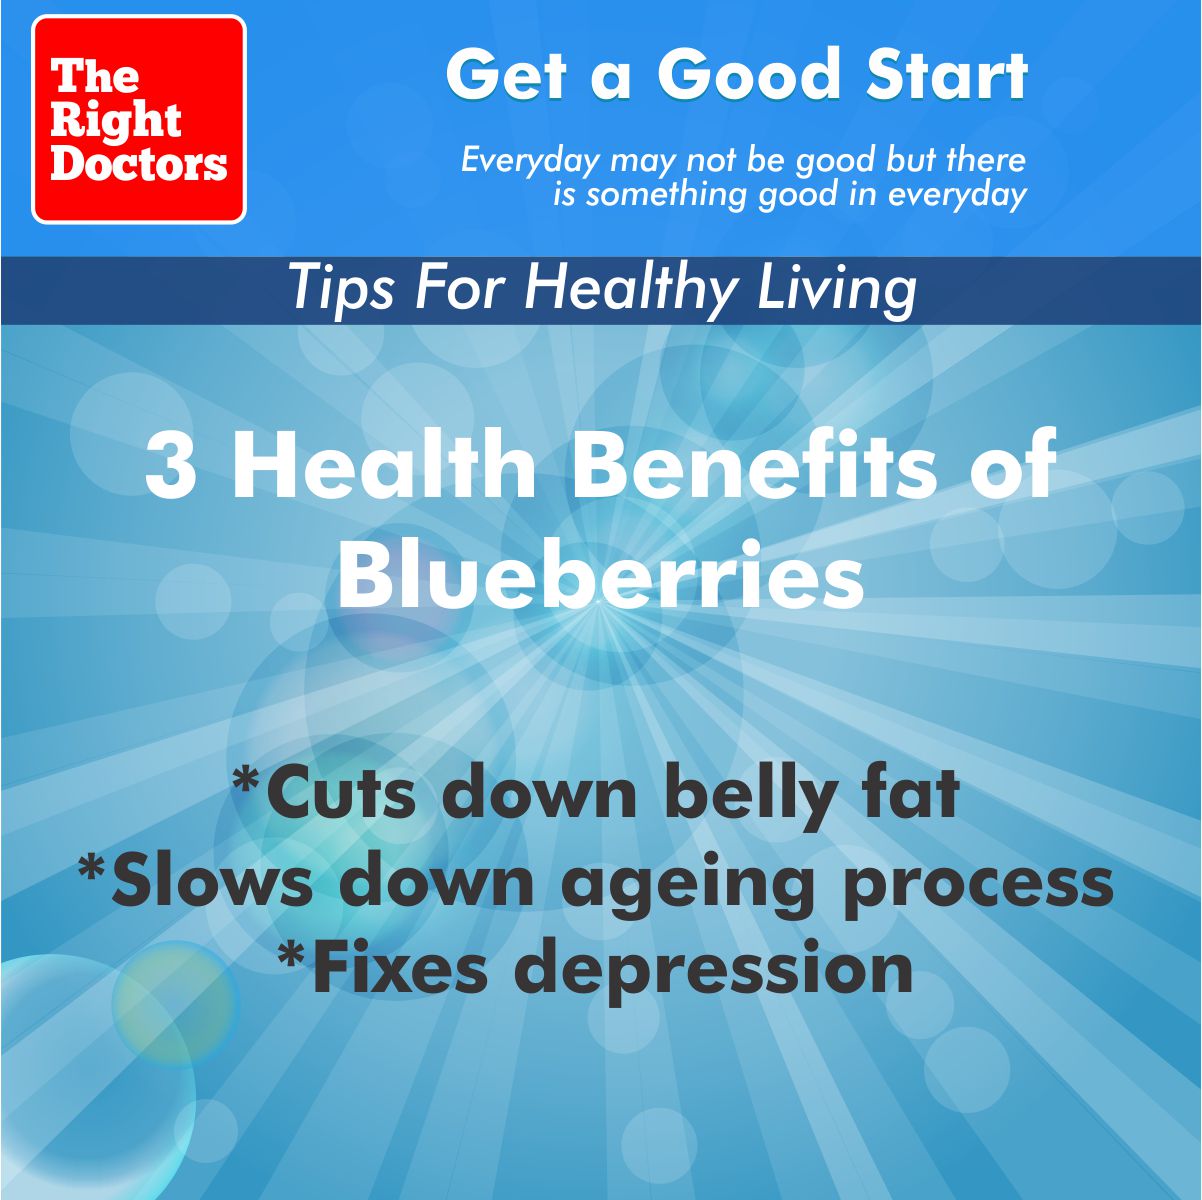 The
Right
Doctors
Get a Good Start
Everyday may not be good but there
is something good in everyday
Tips For Healthy Living
3 Health Benefits of
Blueberries
*Cuts down belly fat
*Slows down ageing process
*Fixes depression